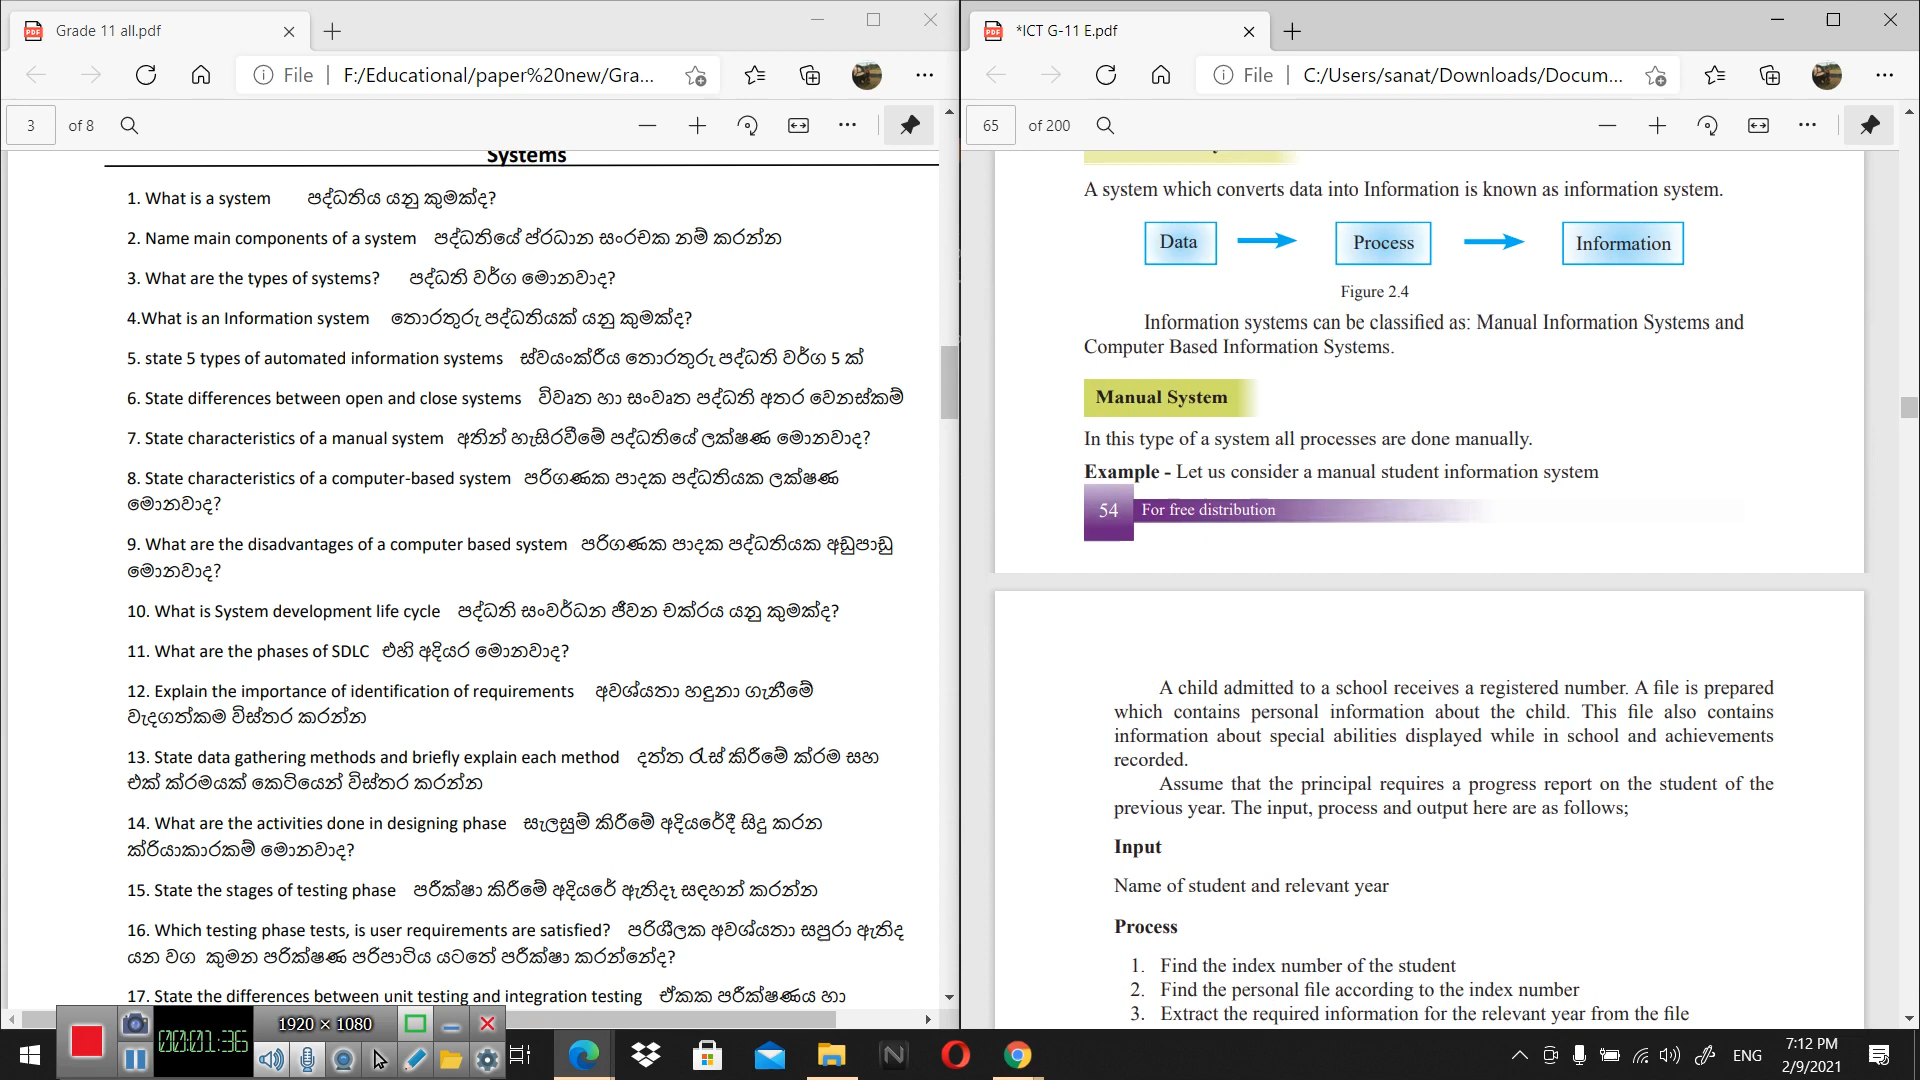 Grade 11 all.pdf
File
F:/Educational/paper%20new/Gra...
3 of 8
Systems
1. What is a system පද්ධතිය යනු කුමක්ද?
2. Name main components of a system පද්ධතියේ ප්රධාන සංරචක නම් කරන්න
3. What are the types of systems? පද්ධති වර්ග මොනවාද?
4.What is an Information system තොරතුරු පද්ධතියක් යනු කුමක්ද?
5. state 5 types of automated information systems ස්වයංක්රීය තොරතුරු පද්ධති වර්ග 5 ක්
6. State differences between open and close systems විවෘත හා සංවෘත පද්ධති අතර වෙනස්කම්
7. State characteristics of a manual system අතින් හැසිරවීමේ පද්ධතියේ ලක්ෂණ මොනවාද?
8. State characteristics of a computer-based system පරිගණක පාදක පද්ධතියක ලක්ෂණ
මොනවාද?
9. What are the disadvantages of a computer based system පරිගණක පාදක පද්ධතියක අඩුපාඩු
මොනවාද?
10. What is System development life cycle පද්ධති සංවර්ධන ජීවන චක්රය යනු කුමක්ද?
11. What are the phases of SDLC එහි අදියර මොනවාද?
12. Explain the importance of identification of requirements අවශ්යතා හඳුනා ගැනීමේ
වැදගත්කම විස්තර කරන්න
13. State data gathering methods and briefly explain each method දත්ත රැස් කිරීමේ ක්රම සහ
එක් ක්රමයක් කෙටියෙන් විස්තර කරන්න
14. What are the activities done in designing phase සැලසුම් කිරීමේ අදියරේදී සිදු කරන
ක්රියාකාරකම් මොනවාද?
15. State the stages of testing phase පරීක්ෂා කිරීමේ අදියරේ ඇතිදෑ සඳහන් කරන්න
16. Which testing phase tests, is user requirements are satisfied? පරිශීලක අවශ්යතා සපුරා ඇතිද
යන වග කුමන පරික්ෂණ පරිපාටිය යටතේ පරීක්ෂා කරන්නේද?
17. State the differences between unit testing and integration testing ඒකක පරීක්ෂණය හා
*ICT G-11 E.pdf
File
C:/Users/sanat/Downloads/Docum...
65 of 200
A system which converts data into Information is known as information system.
Data Process Information
Figure 2.4
Information systems can be classified as: Manual Information Systems and
Computer Based Information Systems.
Manual System
In this type of a system all processes are done manually.
Example - Let us consider a manual student information system
54 For free distribution
A child admitted to a school receives a registered number. A file is prepared
which contains personal information about the child. This file also contains
information about special abilities displayed while in school and achievements
recorded.
Assume that the principal requires a progress report on the student of the
previous year. The input, process and output here are as follows;
Input
Name of student and relevant year
Process
1. Find the index number of the student
2. Find the personal file according to the index number
3. Extract the required information for the relevant year from the file
00:01:36
1920 × 1080
ENG
7:12 PM
2/9/2021